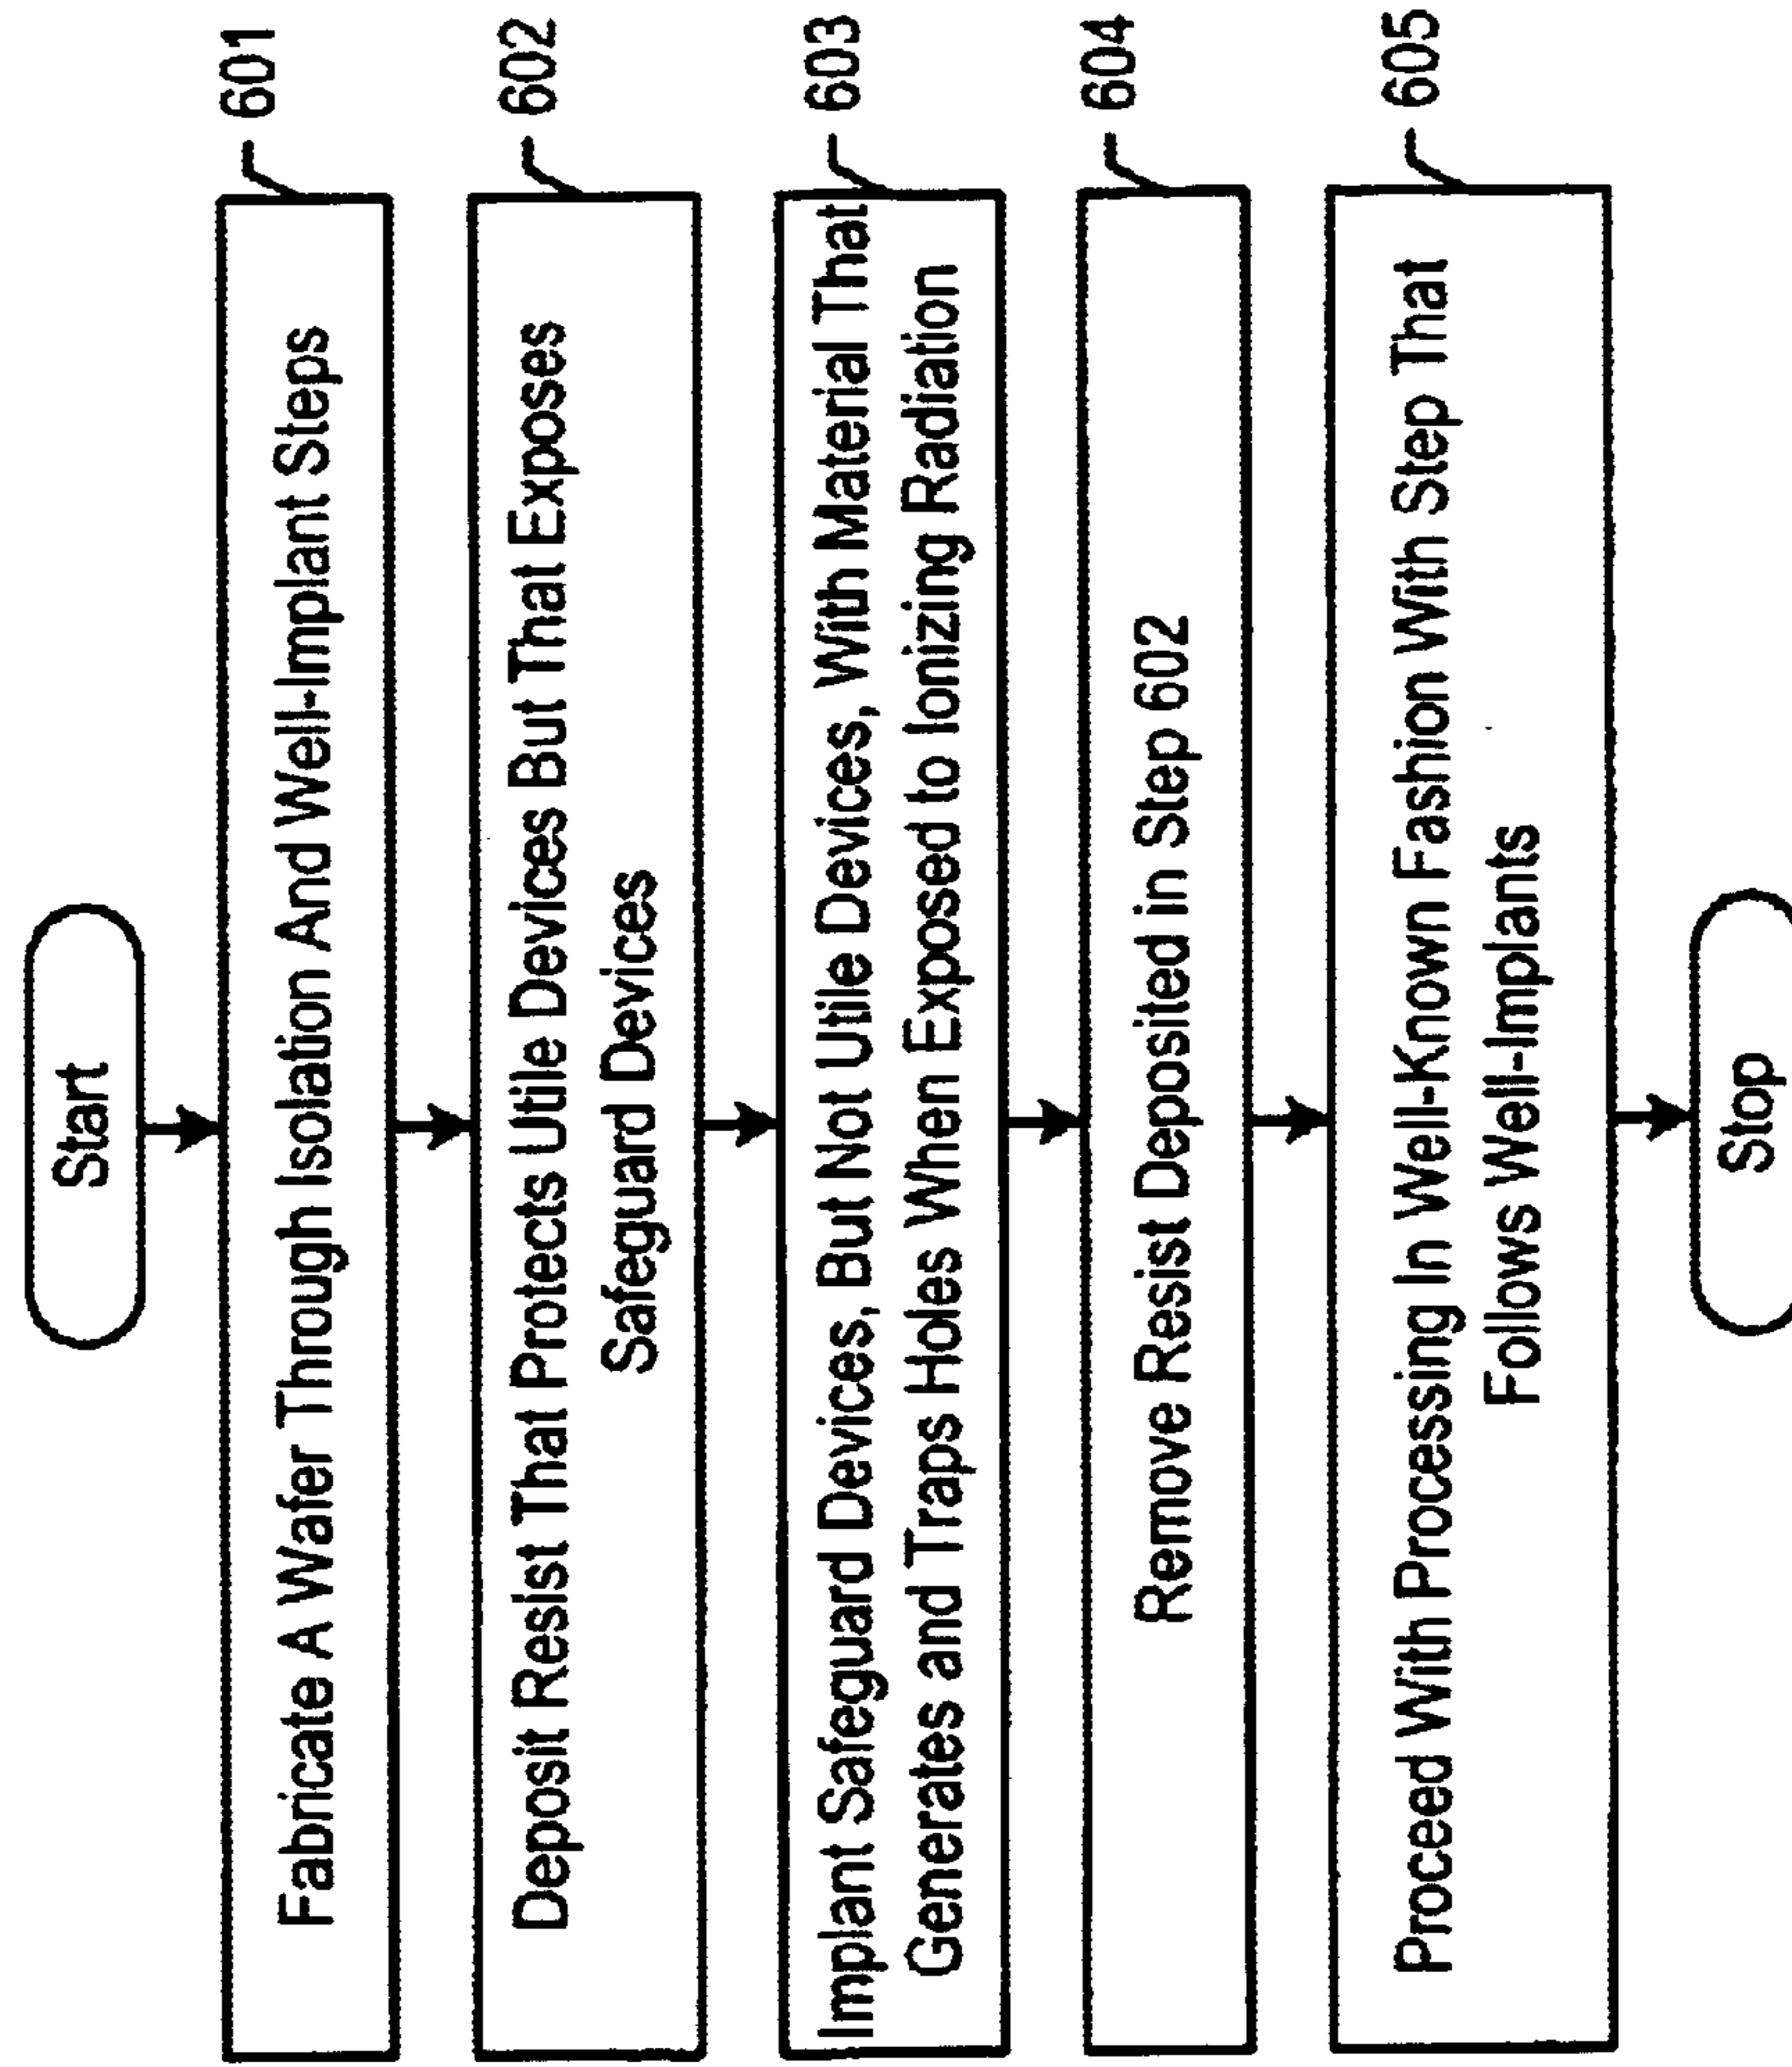 Start
Fabricate A Wafer Through Isolation And Well-Implant Steps
601
Deposit Resist That Protects Utile Devices But That Exposes
Safeguard Devices
602
Implant Safeguard Devices, But Not Utile Devices, With Material That
Generates and Traps Holes When Exposed to Ionizing Radiation
603
Remove Resist Deposited in Step 602
604
Proceed With Processing In Well-Known Fashion With Step That
Follows Well-Implants
605
Stop